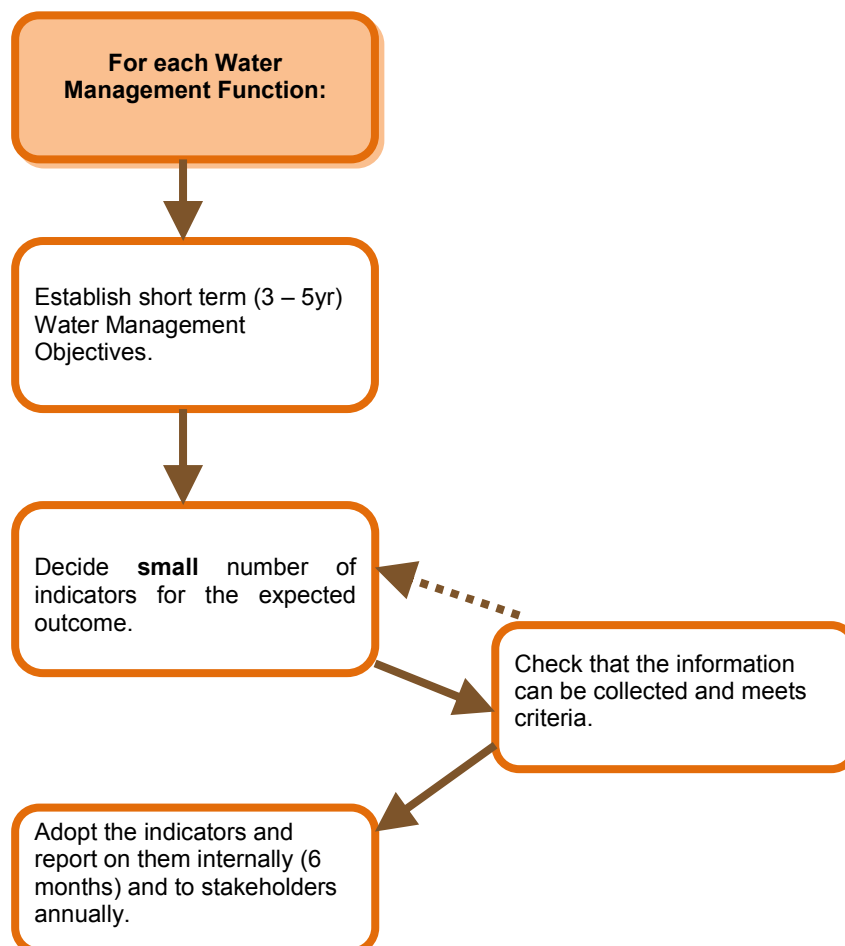 For each Water
Management Function:
Establish short term (3 – 5yr)
Water Management
Objectives.
Decide small number of
indicators for the expected
outcome.
Check that the information
can be collected and meets
criteria.
Adopt the indicators and
report on them internally (6
months) and to stakeholders
annually.